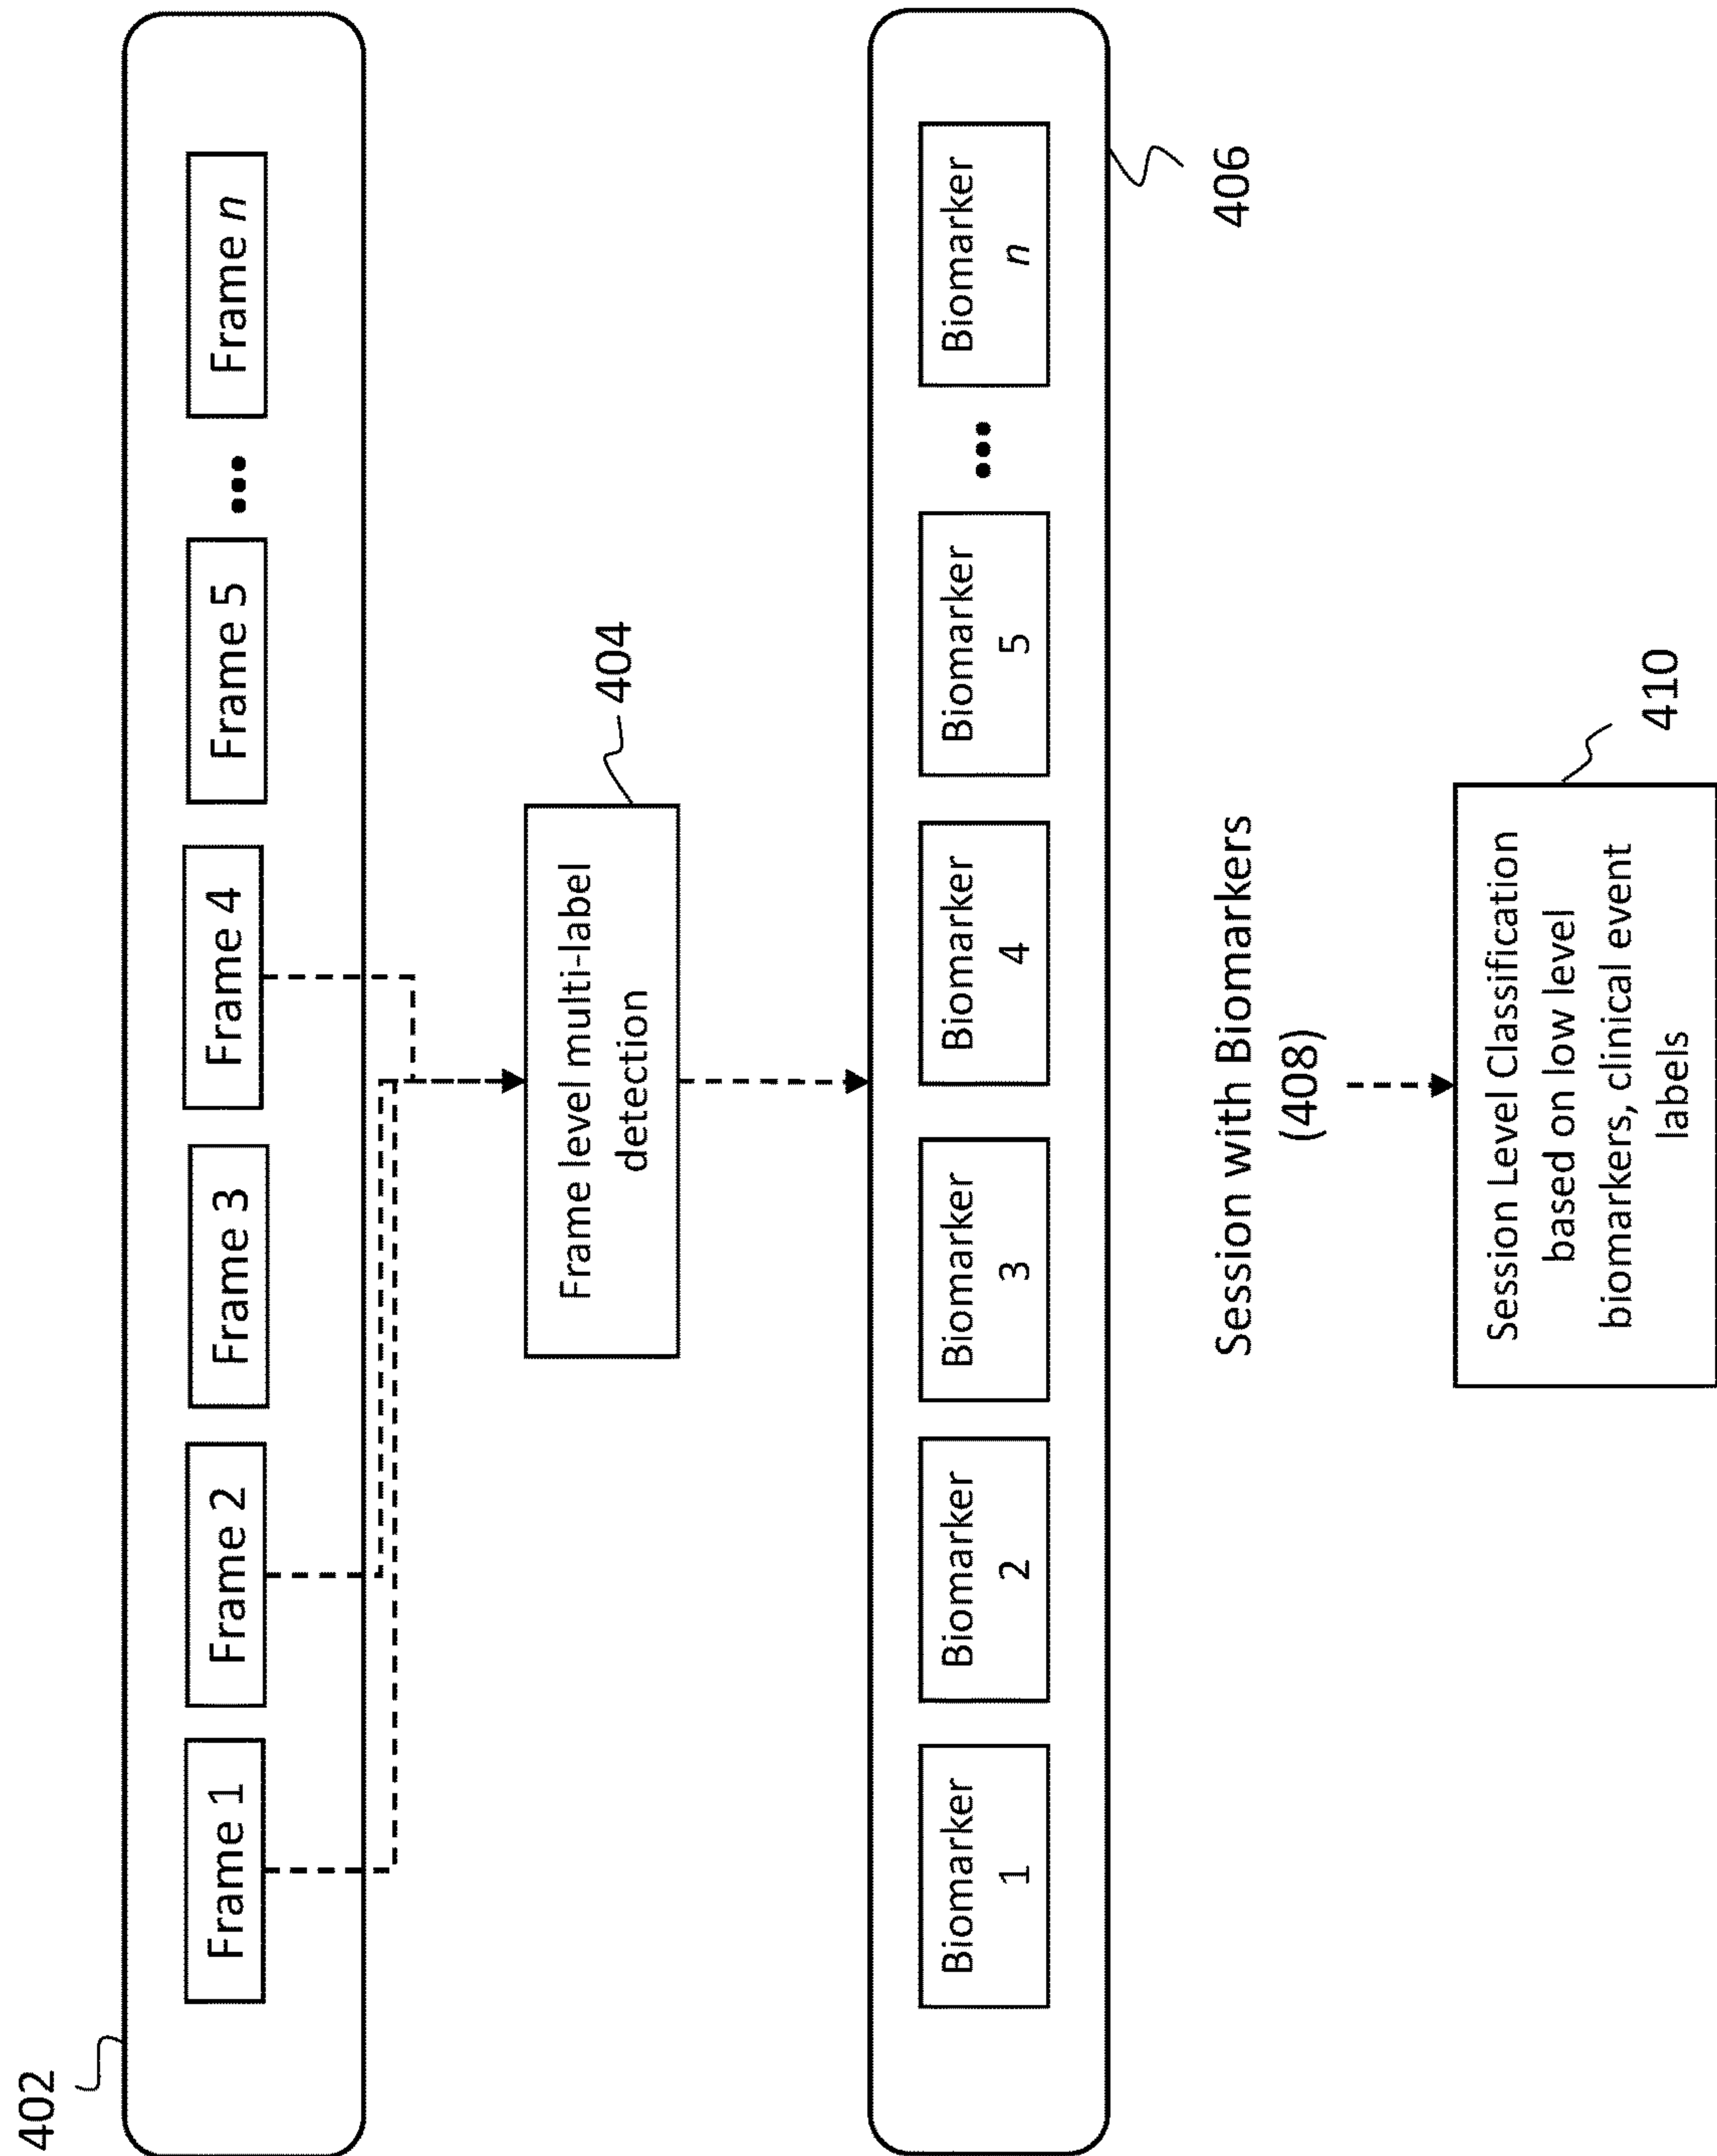 402
Frame 1
Frame 2
Frame 3
Frame 4
Frame 5
•••
Frame n
Frame level multi-label
detection
404
Biomarker
1
Biomarker
2
Biomarker
3
Biomarker
4
Biomarker
5
•••
Biomarker
n
406
Session with Biomarkers
(408)
Session Level Classification
based on low level
biomarkers, clinical event
labels
410